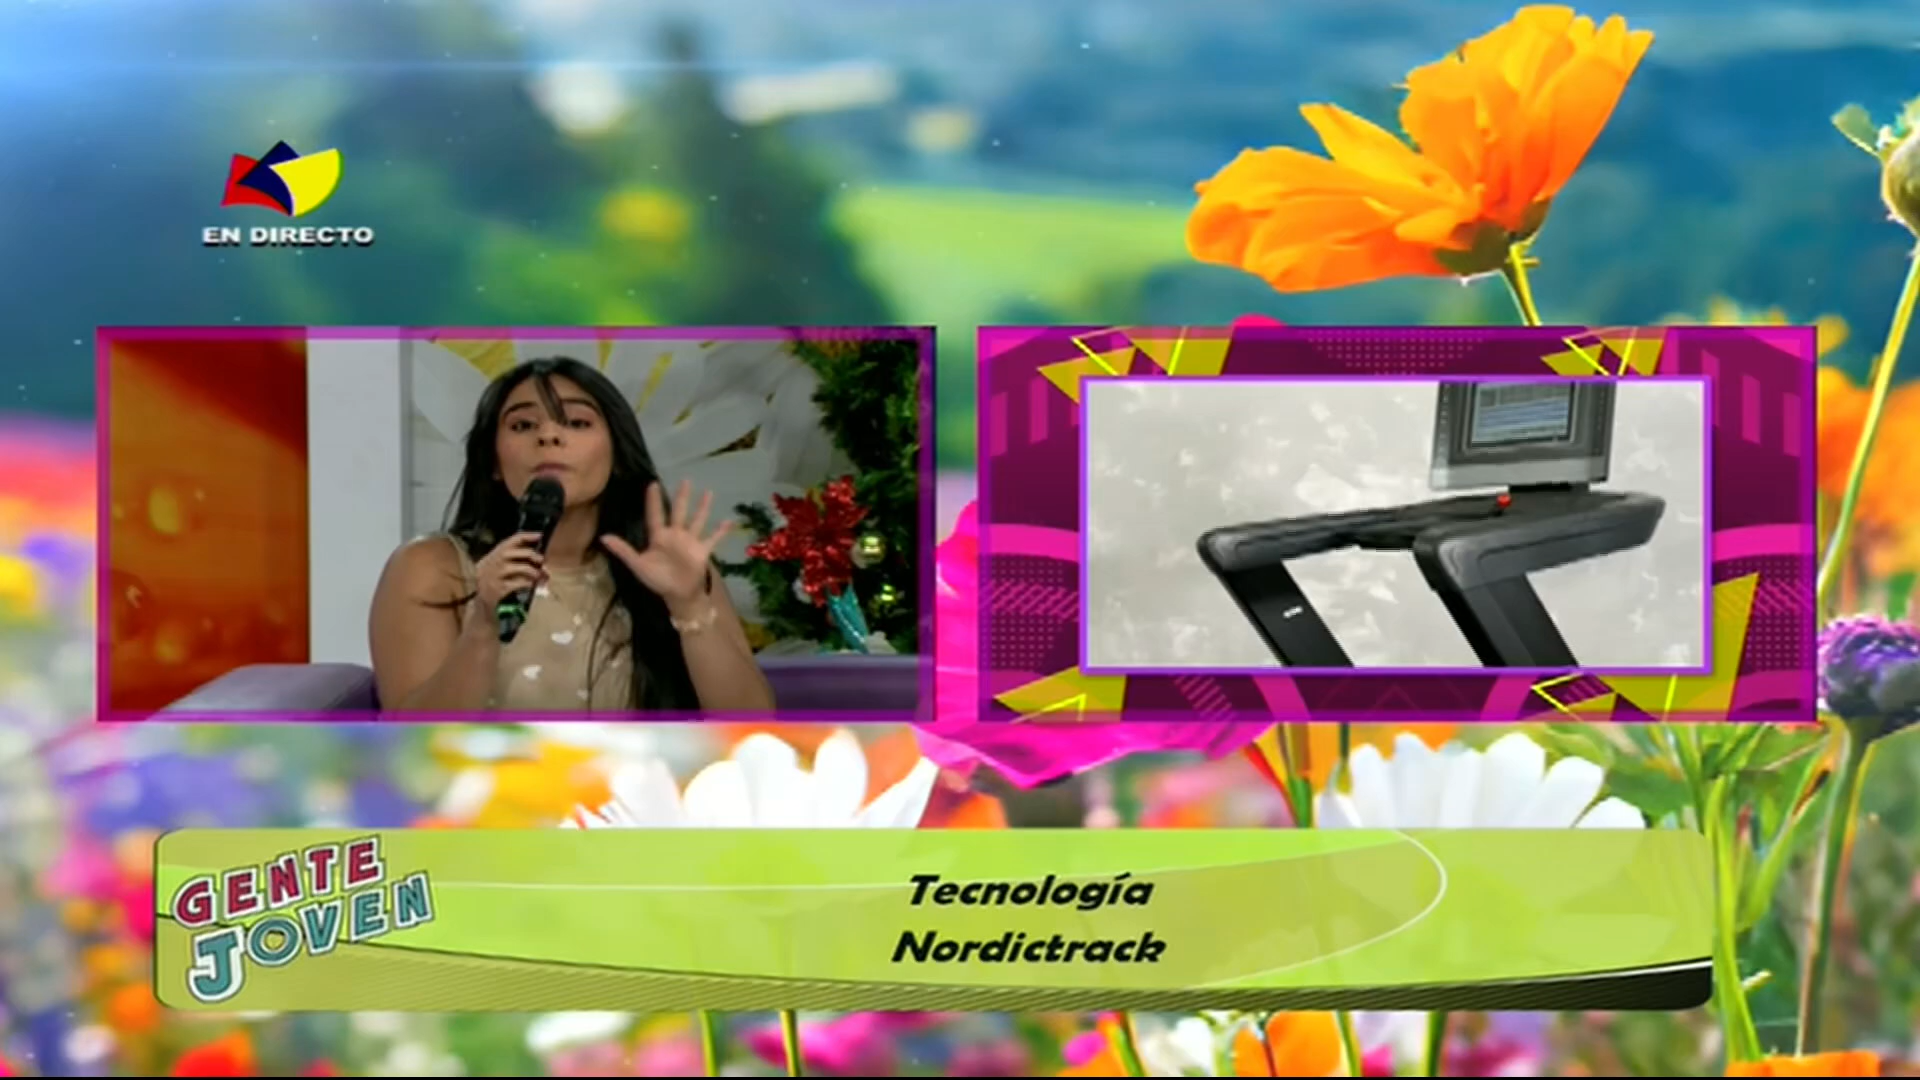 EN DIRECTO
GENTE
JOVEN
Tecnología
Nordictrack